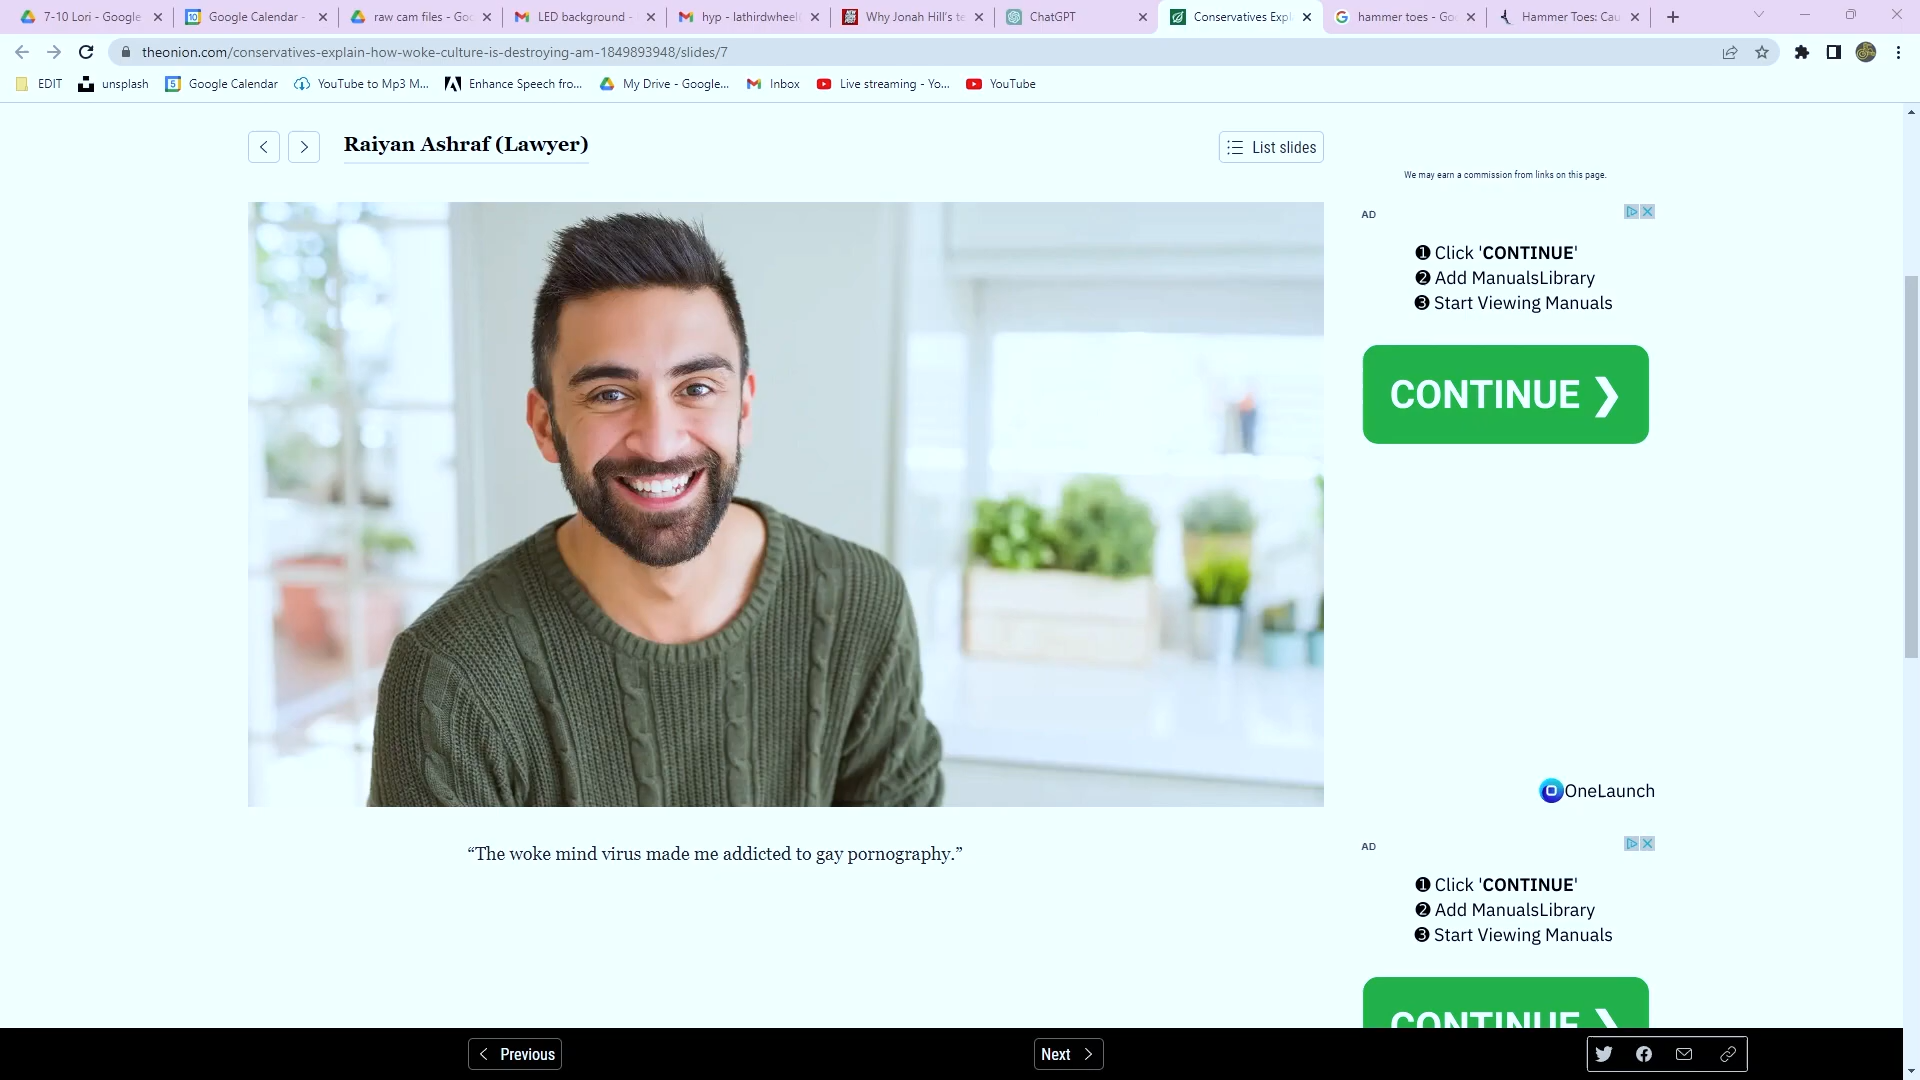 7-10 Lori - Google
Google Calendar -
raw cam files - Goo
LED background -
hyp - lathirdwheel
Why Jonah Hill's te
ChatGPT
Conservatives Expl
hammer toes - Go
Hammer Toes: Cau
theonion.com/conservatives-explain-how-woke-culture-is-destroying-am-1849893948/slides/7
EDIT
unsplash
Google Calendar
YouTube to Mp3 M...
Enhance Speech fro...
My Drive - Google...
Inbox
Live streaming - Yo...
YouTube
Raiyan Ashraf (Lawyer)
List slides
We may earn a commission from links on this page.
AD
❶ Click 'CONTINUE'
❷ Add ManualsLibrary
❸ Start Viewing Manuals
CONTINUE ❯
OneLaunch
“The woke mind virus made me addicted to gay pornography.”
AD
❶ Click 'CONTINUE'
❷ Add ManualsLibrary
❸ Start Viewing Manuals
CONTINUE ❯
Previous
Next